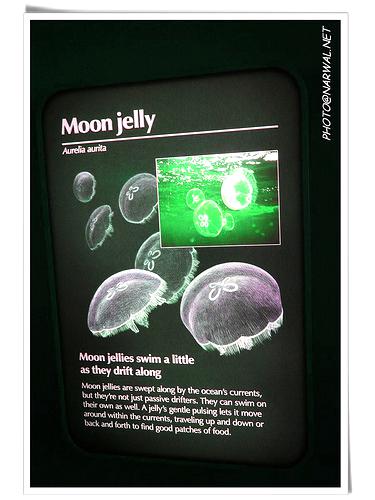 PHOTO@NARWAL.NET
Moon jelly
Aurelia aurita
Moon jellies swim a little
as they drift along
Moon jellies are swept along by the ocean's currents,
but they're not just passive drifters. They can swim on
their own as well. A jelly's gentle pulsing lets it move
around within the currents, traveling up and down or
back and forth to find good patches of food.